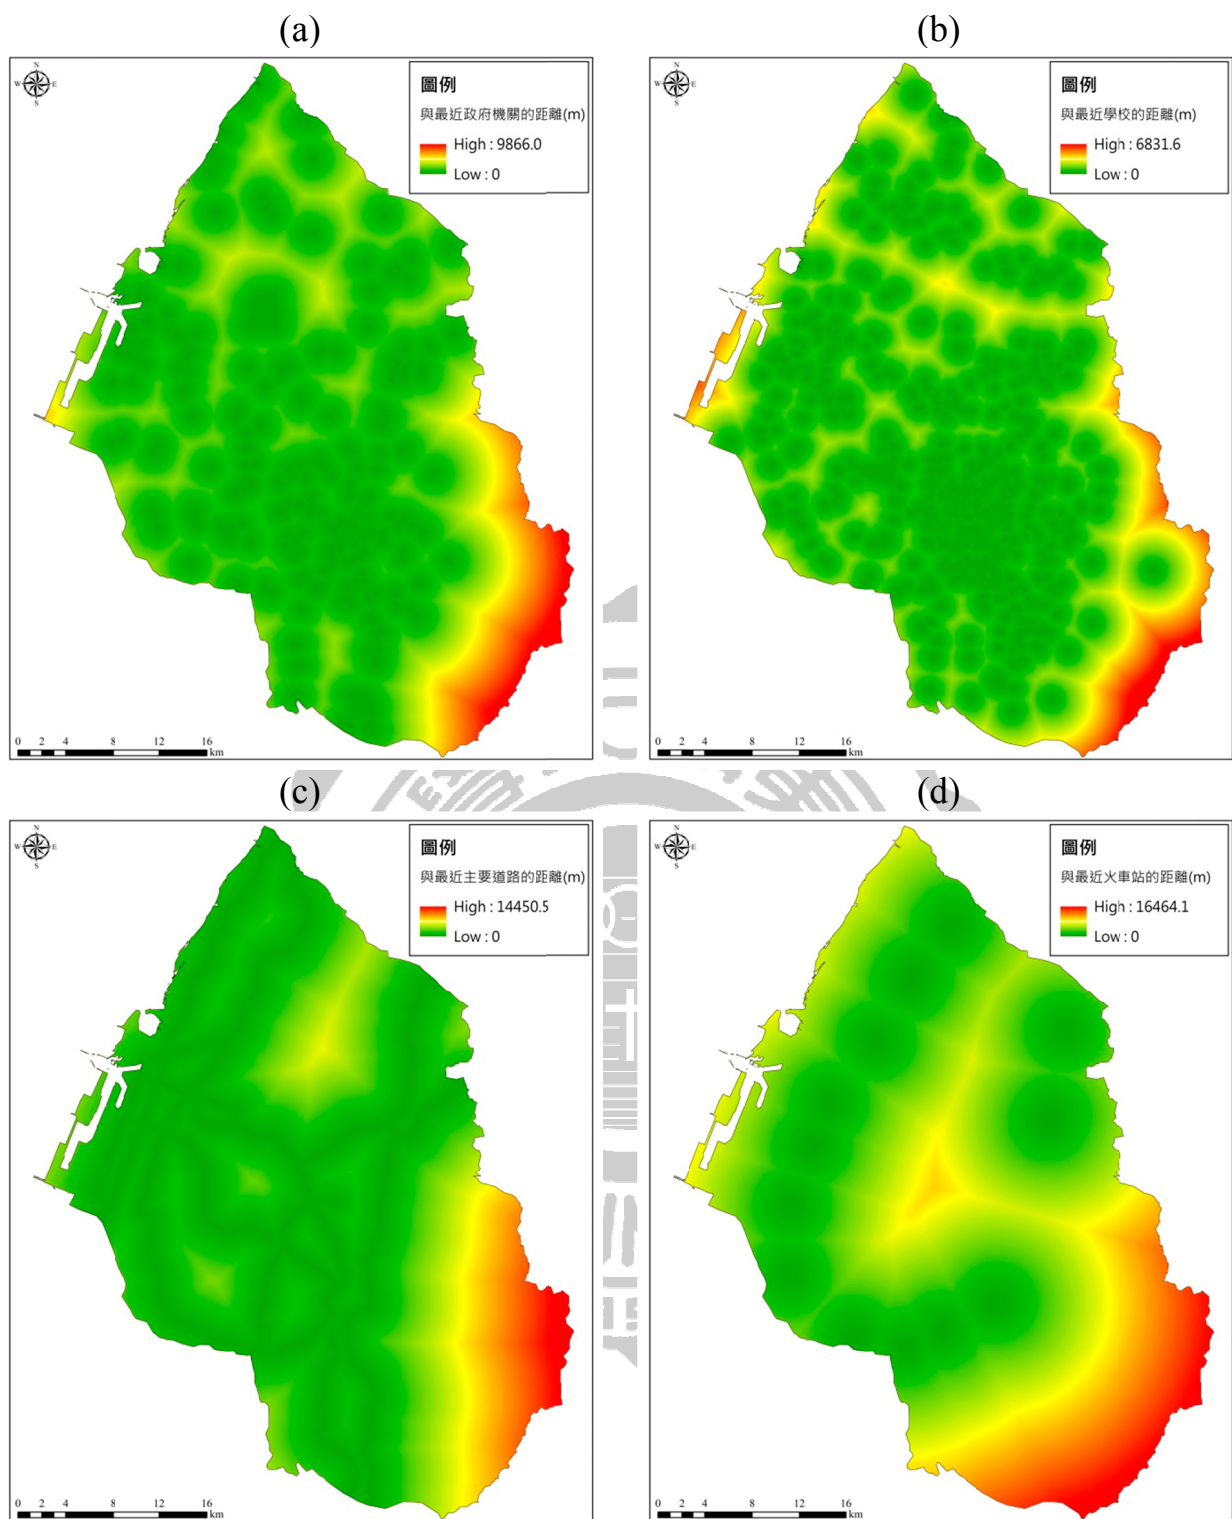 (a)
(b)
N
W E
S
圖例
與最近政府機關的距離(m)
High : 9866.0
Low : 0
0 2 4 8 12 16
km
N
W E
S
圖例
與最近學校的距離(m)
High : 6831.6
Low : 0
0 2 4 8 12 16
km
(c)
(d)
N
W E
S
圖例
與最近主要道路的距離(m)
High : 14450.5
Low : 0
0 2 4 8 12 16
km
N
W E
S
圖例
與最近火車站的距離(m)
High : 16464.1
Low : 0
0 2 4 8 12 16
km